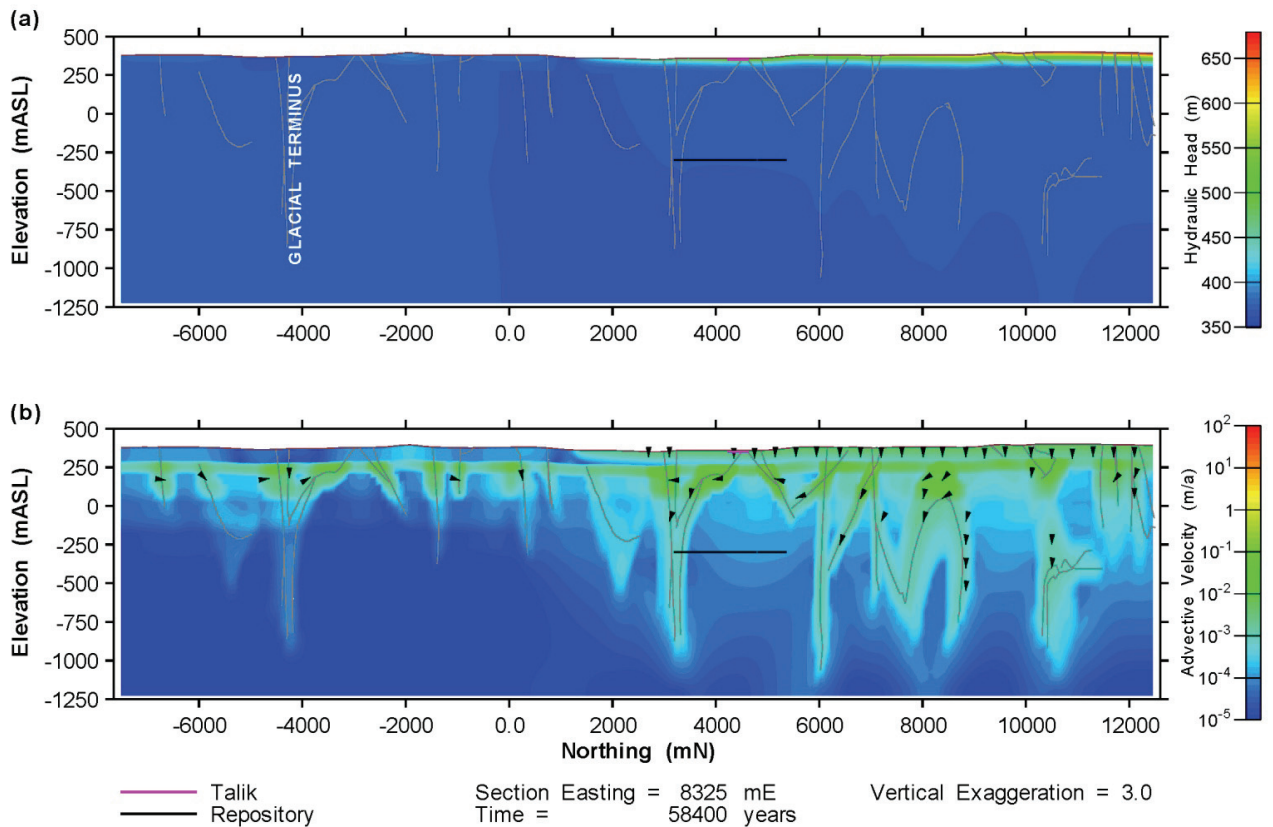 (a)
500
250
0
-250
-500
-750
-1000
-1250
Elevation (mASL)
GLACIAL TERMINUS
-6000 -4000 -2000 0.0 2000 4000 6000 8000 10000 12000
650
600
550
500
450
400
350
Hydraulic Head (m)
(b)
500
250
0
-250
-500
-750
-1000
-1250
Elevation (mASL)
-6000 -4000 -2000 0.0 2000 4000 6000 8000 10000 12000
Northing (mN)
10^2
10^1
1
10^-1
10^-2
10^-3
10^-4
10^-5
Advective Velocity (m/a)
Talik Section Easting = 8325 mE Vertical Exaggeration = 3.0
Repository Time = 58400 years